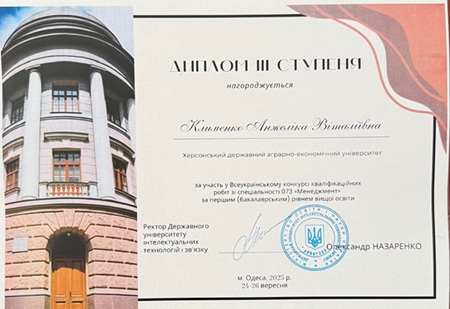 ДИПЛОМ ІІІ СТУПЕНЯ
нагороджується
Клименко Анжеліка Віталіївна
Херсонський державний аграрно-економічний університет
за участь у Всеукраїнському конкурсі кваліфікаційних
робіт зі спеціальності 073 «Менеджмент»
за першим (бакалаврським) рівнем вищої освіти
Ректор Державного
університету
інтелектуальних
технологій і зв'язку
Олександр НАЗАРЕНКО
м. Одеса, 2025 р.
24-26 вересня